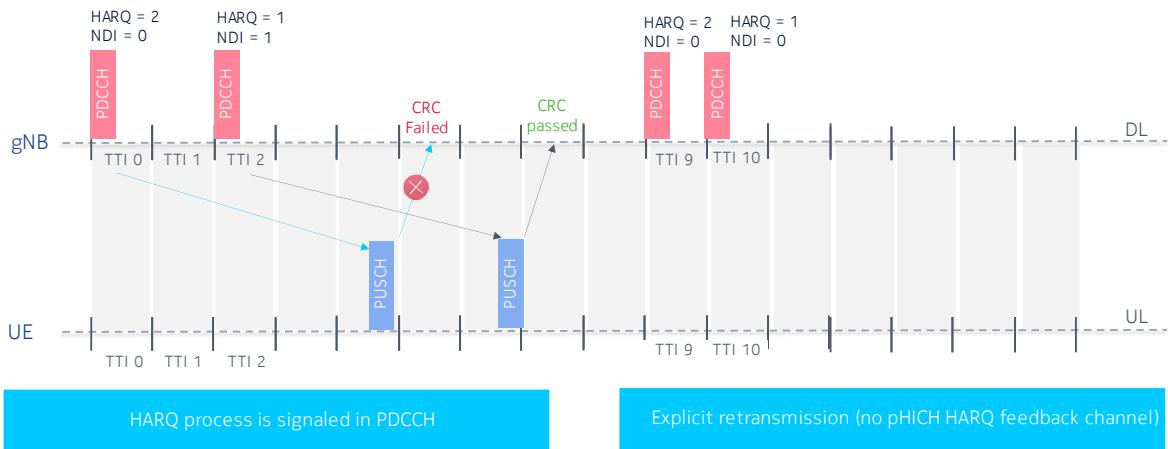 HARQ = 2
NDI = 0
HARQ = 1
NDI = 1
HARQ = 2
NDI = 0
HARQ = 1
NDI = 0
PDCCH
PDCCH
PDCCH
PDCCH
CRC
Failed
CRC
passed
gNB
DL
TTI 0
TTI 1
TTI 2
TTI 9
TTI 10
PUSCH
PUSCH
UE
UL
TTI 0
TTI 1
TTI 2
TTI 9
TTI 10
HARQ process is signaled in PDCCH
Explicit retransmission (no pHICH HARQ feedback channel)